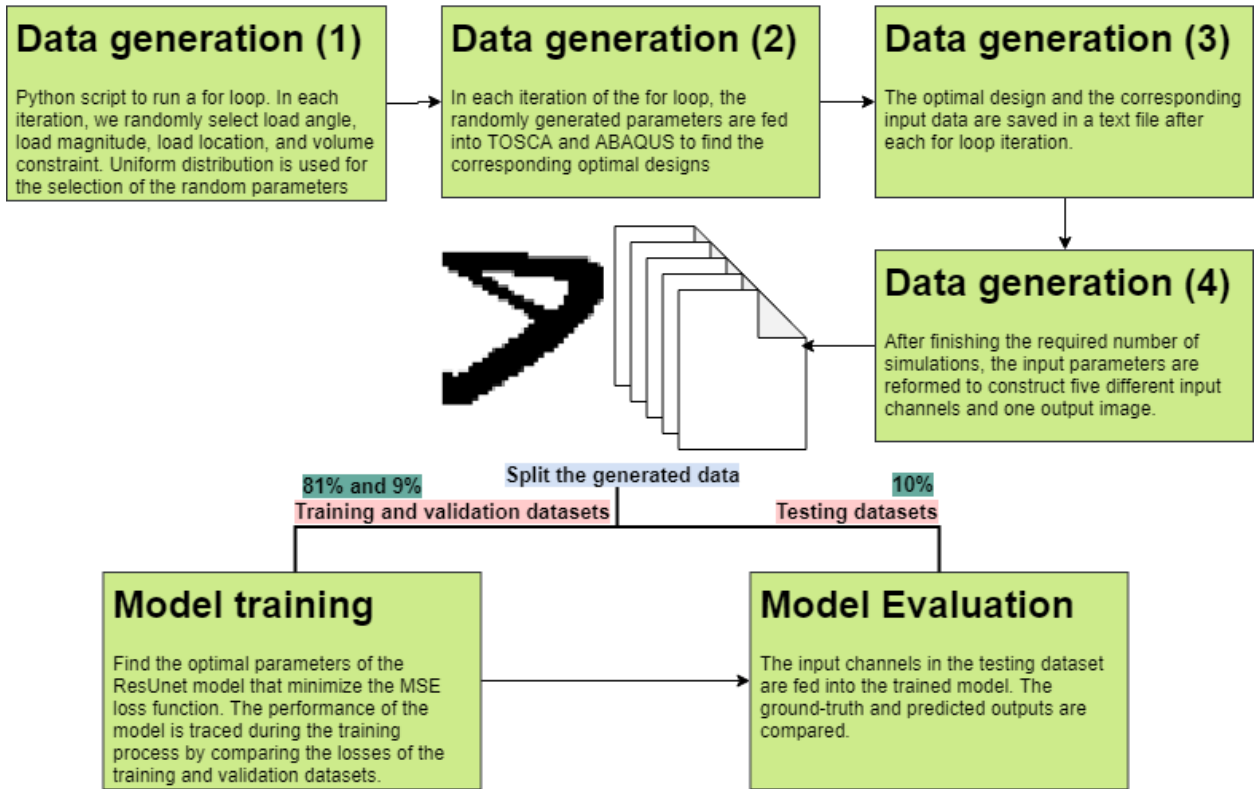 Data generation (1)
Python script to run a for loop. In each
iteration, we randomly select load angle,
load magnitude, load location, and volume
constraint. Uniform distribution is used for
the selection of the random parameters
Data generation (2)
In each iteration of the for loop, the
randomly generated parameters are fed
into TOSCA and ABAQUS to find the
corresponding optimal designs
Data generation (3)
The optimal design and the corresponding
input data are saved in a text file after
each for loop iteration.
Data generation (4)
After finishing the required number of
simulations, the input parameters are
reformed to construct five different input
channels and one output image.
Split the generated data
81% and 9%
Training and validation datasets
10%
Testing datasets
Model training
Find the optimal parameters of the
ResUnet model that minimize the MSE
loss function. The performance of the
model is traced during the training
process by comparing the losses of the
training and validation datasets.
Model Evaluation
The input channels in the testing dataset
are fed into the trained model. The
ground-truth and predicted outputs are
compared.